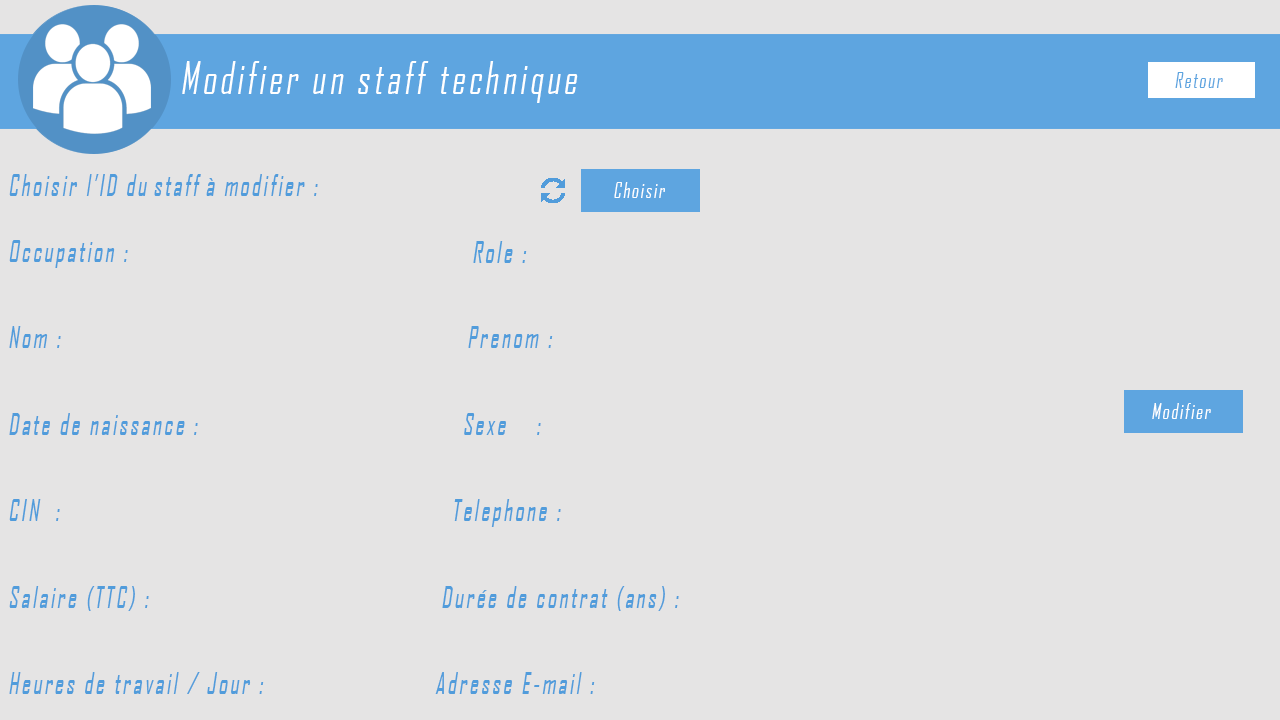 Modifier un staff technique
Retour
Choisir l'ID du staff à modifier :
Choisir
Occupation :
Role :
Nom :
Prenom :
Date de naissance :
Sexe :
Modifier
CIN :
Telephone :
Salaire (TTC) :
Durée de contrat (ans) :
Heures de travail / Jour :
Adresse E-mail :